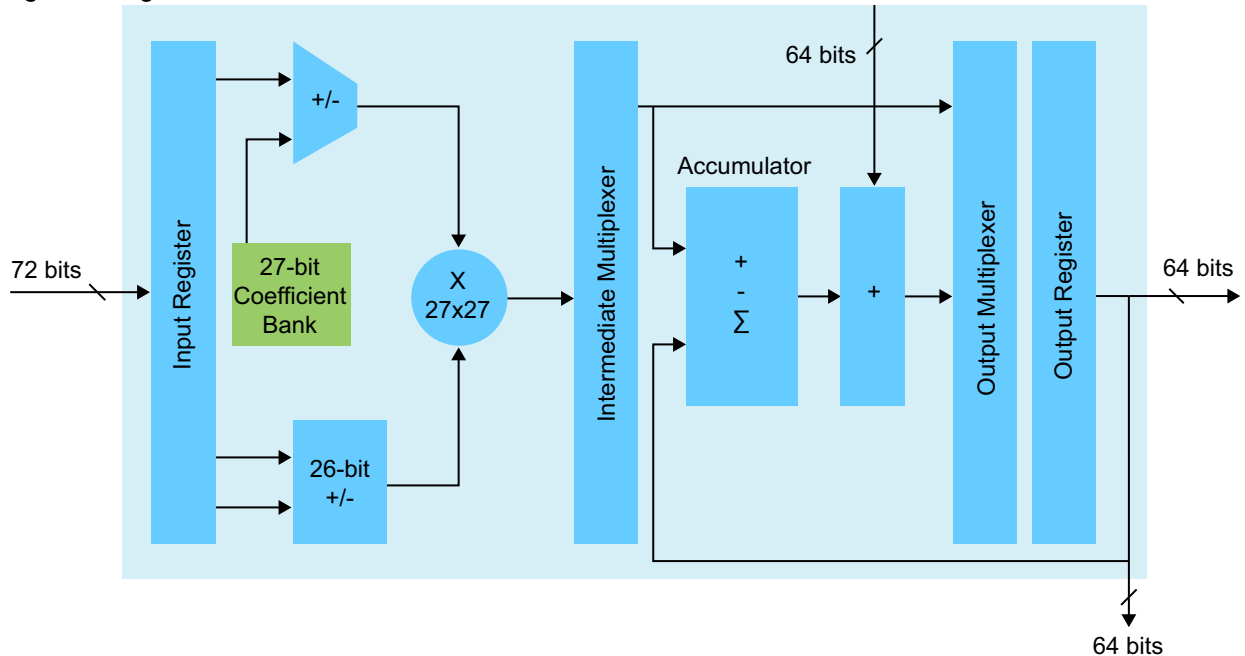 64 bits
+/-
72 bits
Input Register
27-bit
Coefficient
Bank
X
27x27
26-bit
+/-
Intermediate Multiplexer
Accumulator
+
-
Σ
+
Output Multiplexer
Output Register
64 bits
64 bits